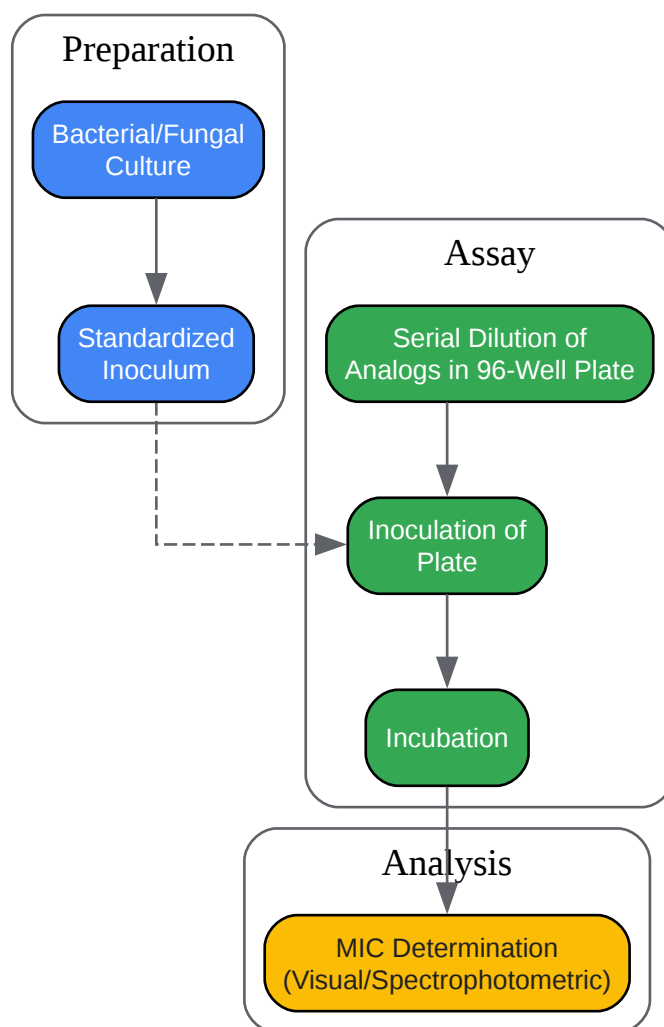 Preparation
Bacterial/Fungal
Culture
Standardized
Inoculum
Assay
Serial Dilution of
Analogs in 96-Well Plate
Inoculation of
Plate
Incubation
Analysis
MIC Determination
(Visual/Spectrophotometric)